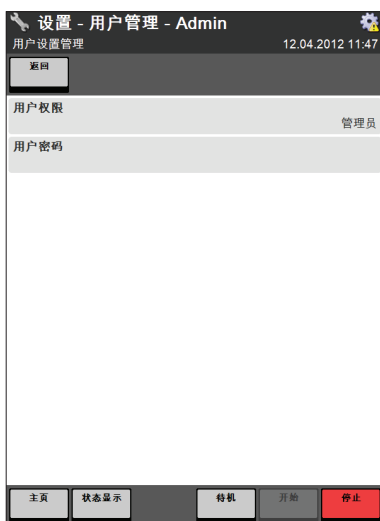 设置 - 用户管理 - Admin
用户设置管理 12.04.2012 11:47
返回
用户权限
管理员
用户密码
主页 状态显示 待机 开始 停止